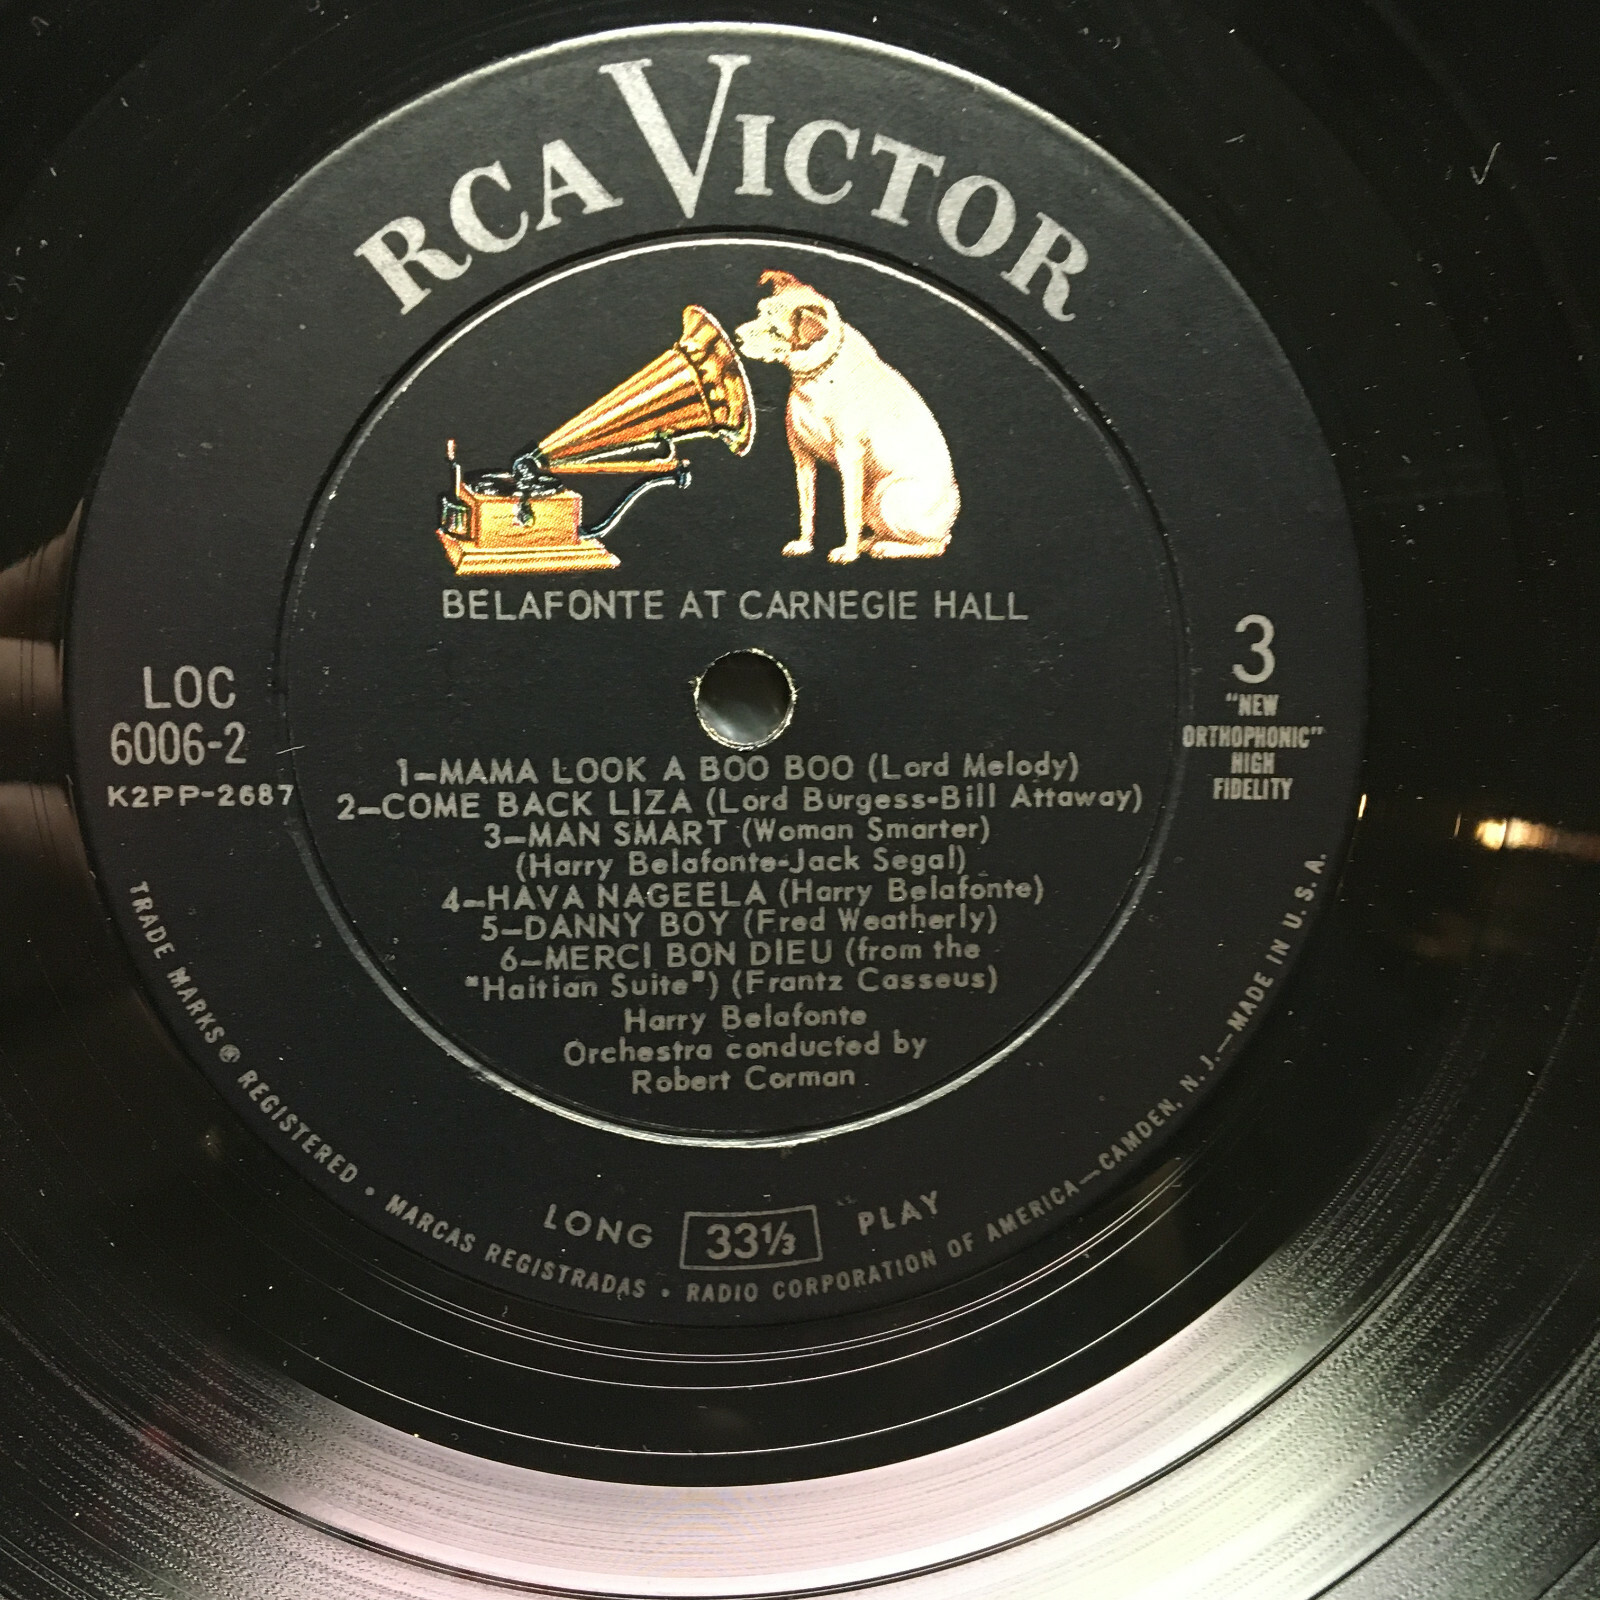 RCA VICTOR
BELAFONTE AT CARNEGIE HALL
LOC
6006-2
K2PP-2687
3
"NEW
ORTHOPHONIC"
HIGH
FIDELITY
1-MAMA LOOK A BOO BOO (Lord Melody)
2-COME BACK LIZA (Lord Burgess-Bill Attaway)
3-MAN SMART (Woman Smarter)
(Harry Belafonte-Jack Segal)
4-HAVA NAGEELA (Harry Belafonte)
5-DANNY BOY (Fred Weatherly)
6-MERCI BON DIEU (from the
"Haitian Suite") (Frantz Casseus)
Harry Belafonte
Orchestra conducted by
Robert Corman
LONG 33⅓ PLAY
TRADE MARKS ® REGISTERED • MARCAS REGISTRADAS • RADIO CORPORATION OF AMERICA—CAMDEN, N. J.—MADE IN U. S. A.